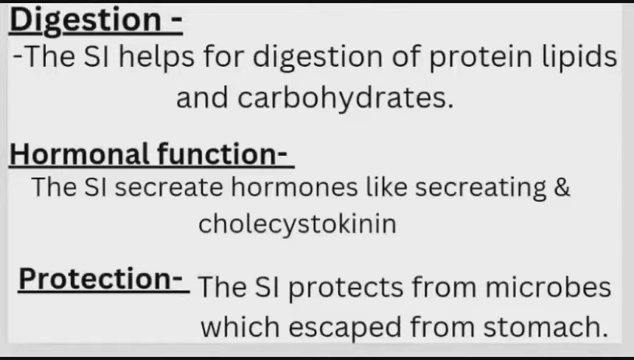 Digestion -
-The SI helps for digestion of protein lipids
and carbohydrates.
Hormonal function-
The SI secreate hormones like secreating &
cholecystokinin
Protection- The SI protects from microbes
which escaped from stomach.